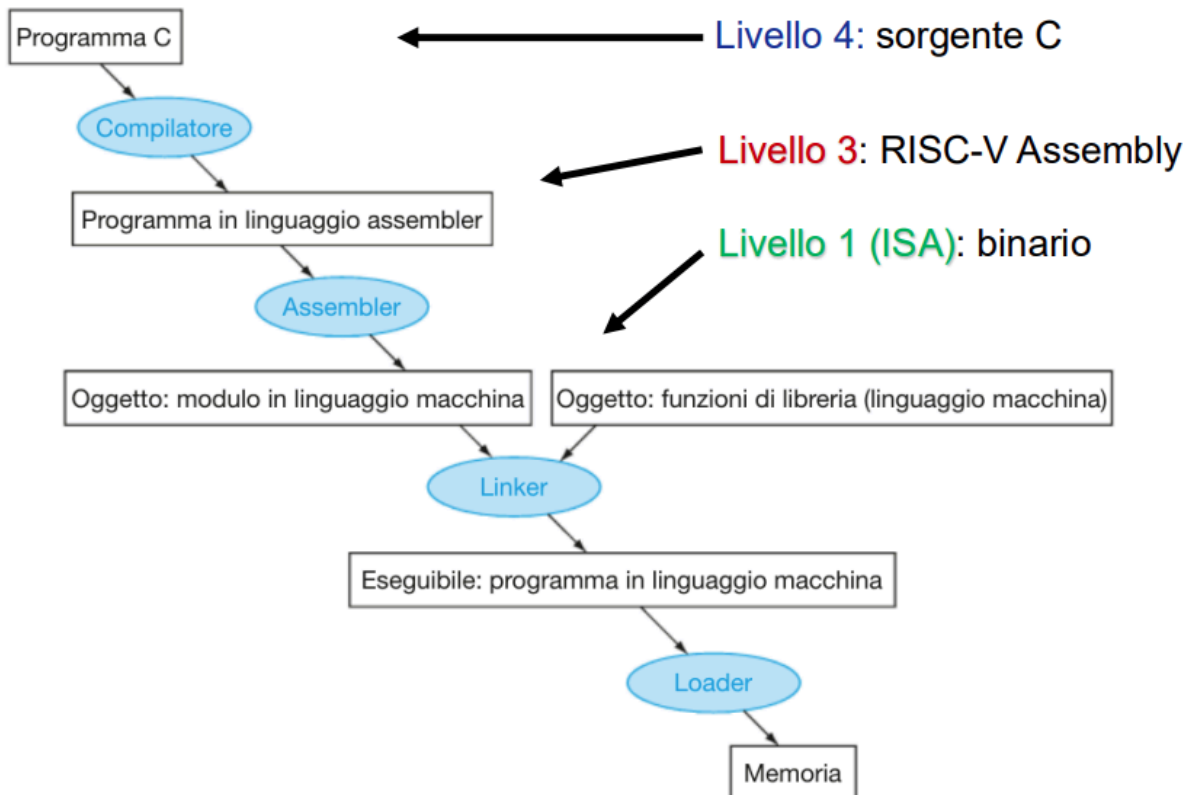 Programma C
Livello 4: sorgente C
Compilatore
Livello 3: RISC-V Assembly
Programma in linguaggio assembler
Livello 1 (ISA): binario
Assembler
Oggetto: modulo in linguaggio macchina
Oggetto: funzioni di libreria (linguaggio macchina)
Linker
Eseguibile: programma in linguaggio macchina
Loader
Memoria